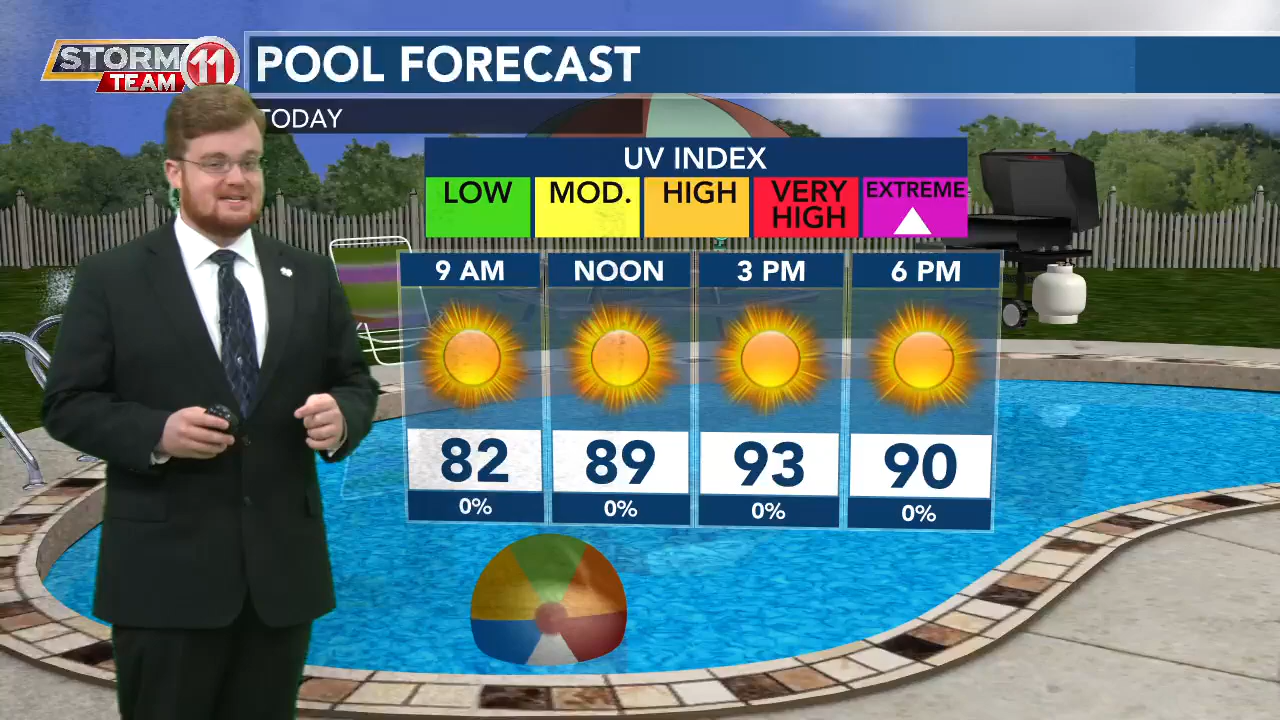 STORM
TEAM
11
POOL FORECAST
TODAY
UV INDEX
LOW
MOD.
HIGH
VERY
HIGH
EXTREME
9 AM
NOON
3 PM
6 PM
82
89
93
90
0%
0%
0%
0%